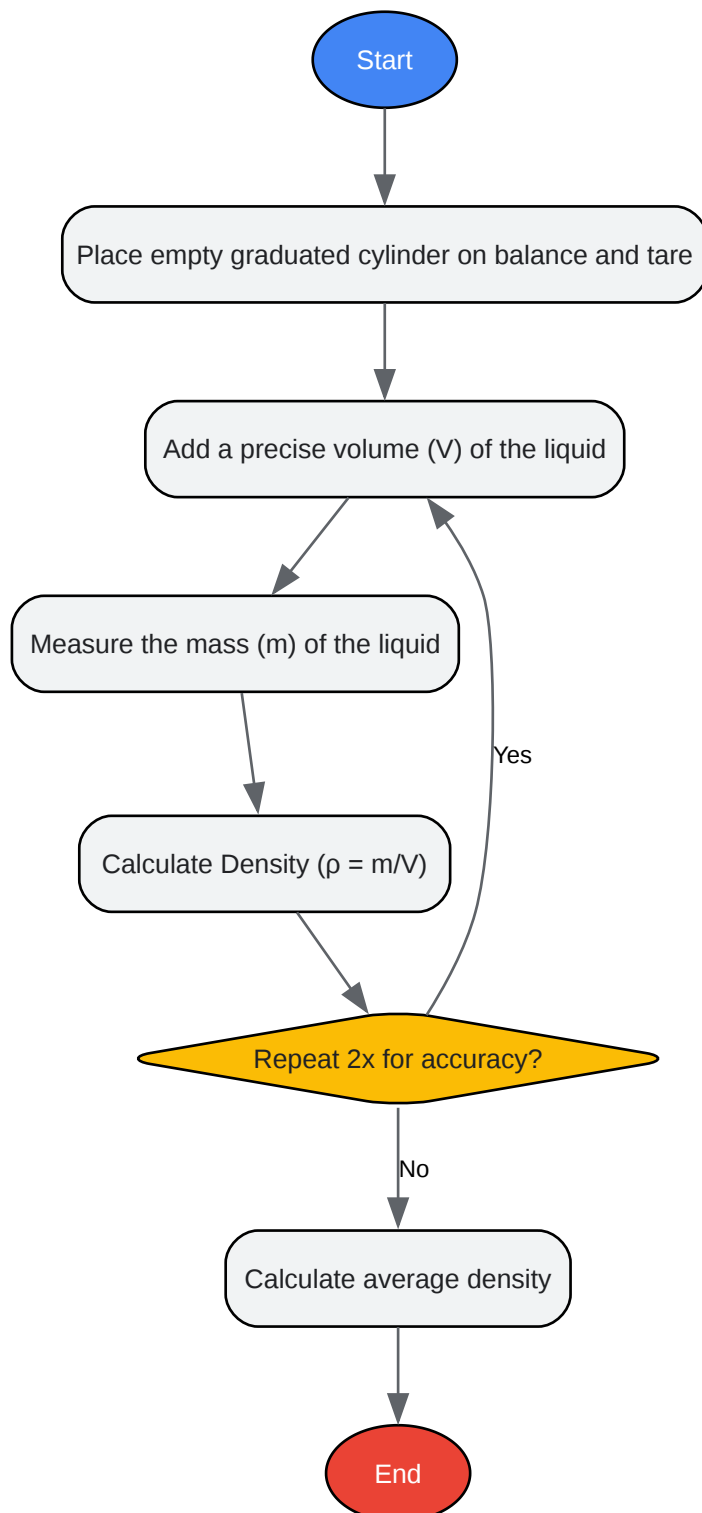 Start
Place empty graduated cylinder on balance and tare
Add a precise volume (V) of the liquid
Measure the mass (m) of the liquid
Yes
Calculate Density (ρ = m/V)
Repeat 2x for accuracy?
No
Calculate average density
End